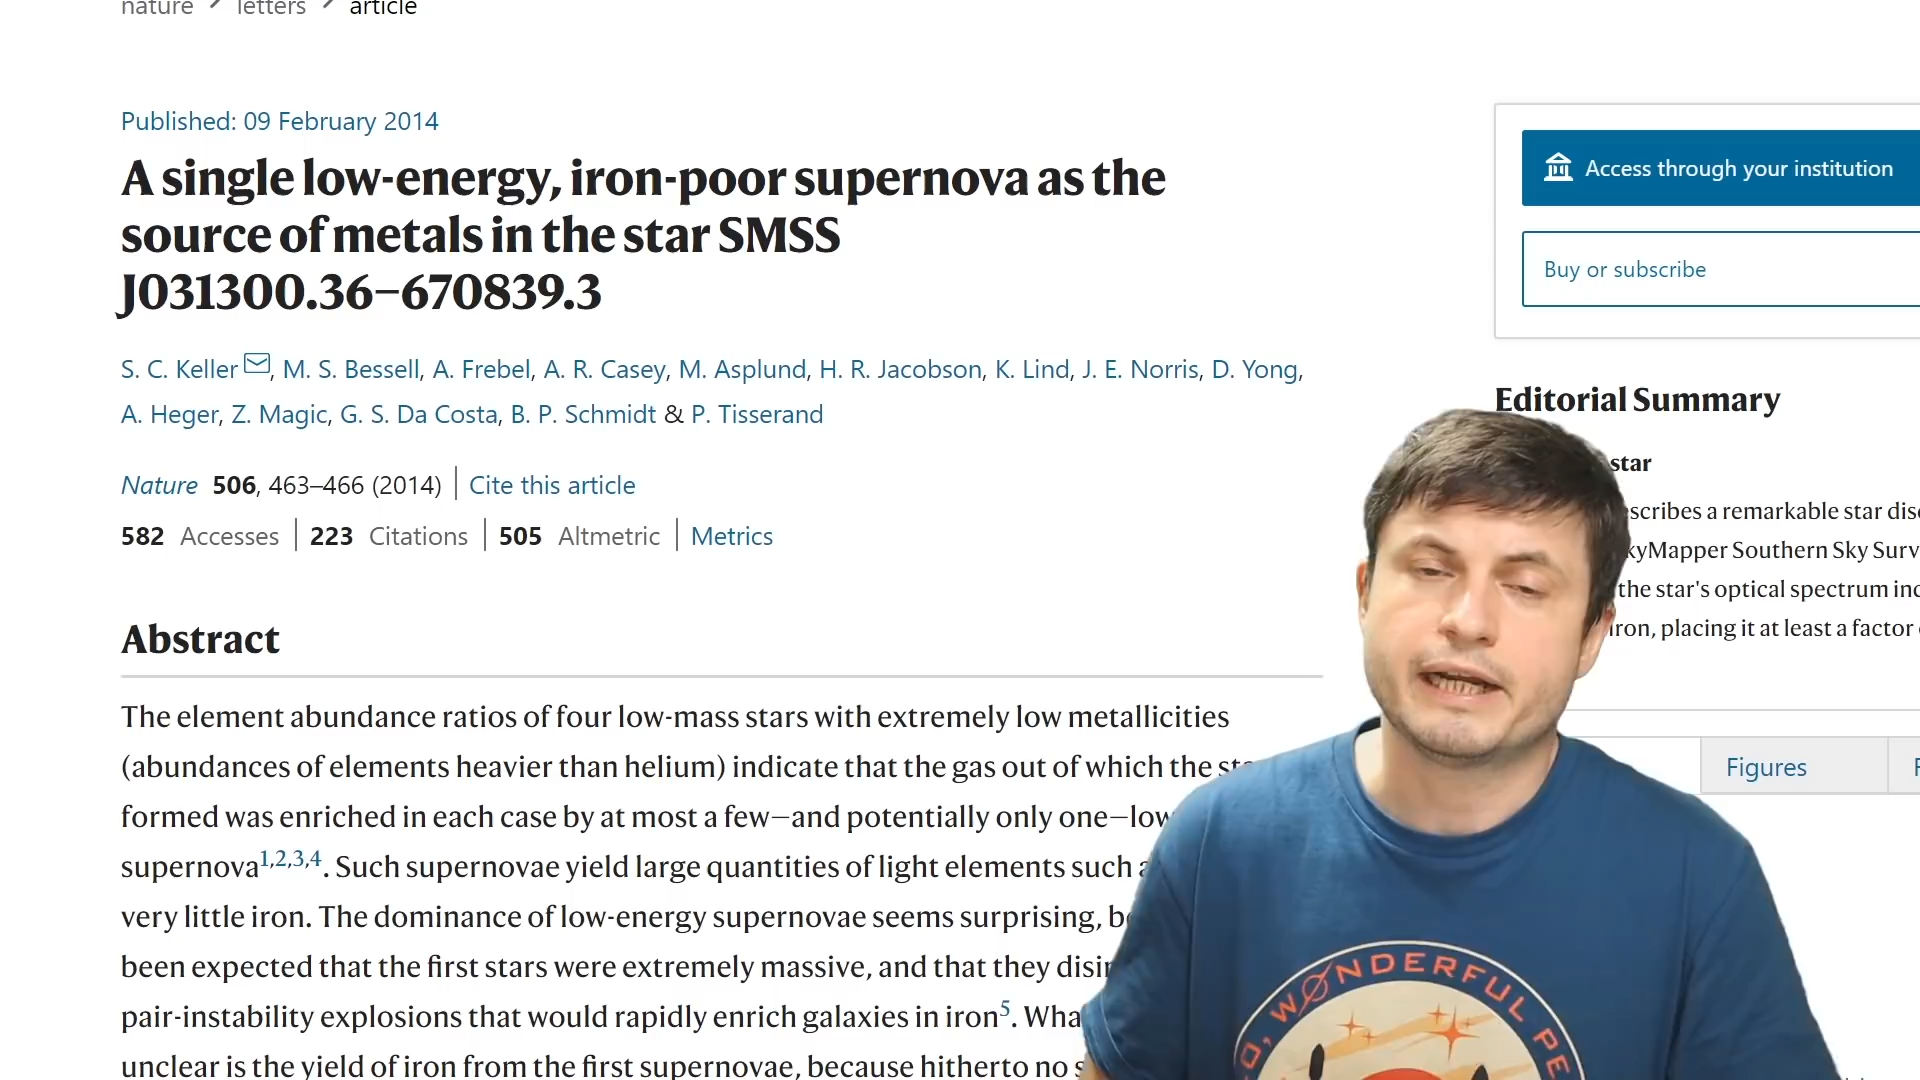 nature > letters > article
Published: 09 February 2014
A single low-energy, iron-poor supernova as the
source of metals in the star SMSS
J031300.36−670839.3
S. C. Keller, M. S. Bessell, A. Frebel, A. R. Casey, M. Asplund, H. R. Jacobson, K. Lind, J. E. Norris, D. Yong,
A. Heger, Z. Magic, G. S. Da Costa, B. P. Schmidt & P. Tisserand
Nature 506, 463–466 (2014) | Cite this article
582 Accesses | 223 Citations | 505 Altmetric | Metrics
Abstract
The element abundance ratios of four low-mass stars with extremely low metallicities
(abundances of elements heavier than helium) indicate that the gas out of which the
formed was enriched in each case by at most a few—and potentially only one—low
supernova1,2,3,4. Such supernovae yield large quantities of light elements such
very little iron. The dominance of low-energy supernovae seems surprising,
been expected that the first stars were extremely massive, and that they
pair-instability explosions that would rapidly enrich galaxies in iron5.
unclear is the yield of iron from the first supernovae, because hitherto no
Access through your institution
Buy or subscribe
Editorial Summary
star
a remarkable star
Southern Sky
the star's optical spectrum
iron, placing it at least a factor
Figures
WØNDERFUL